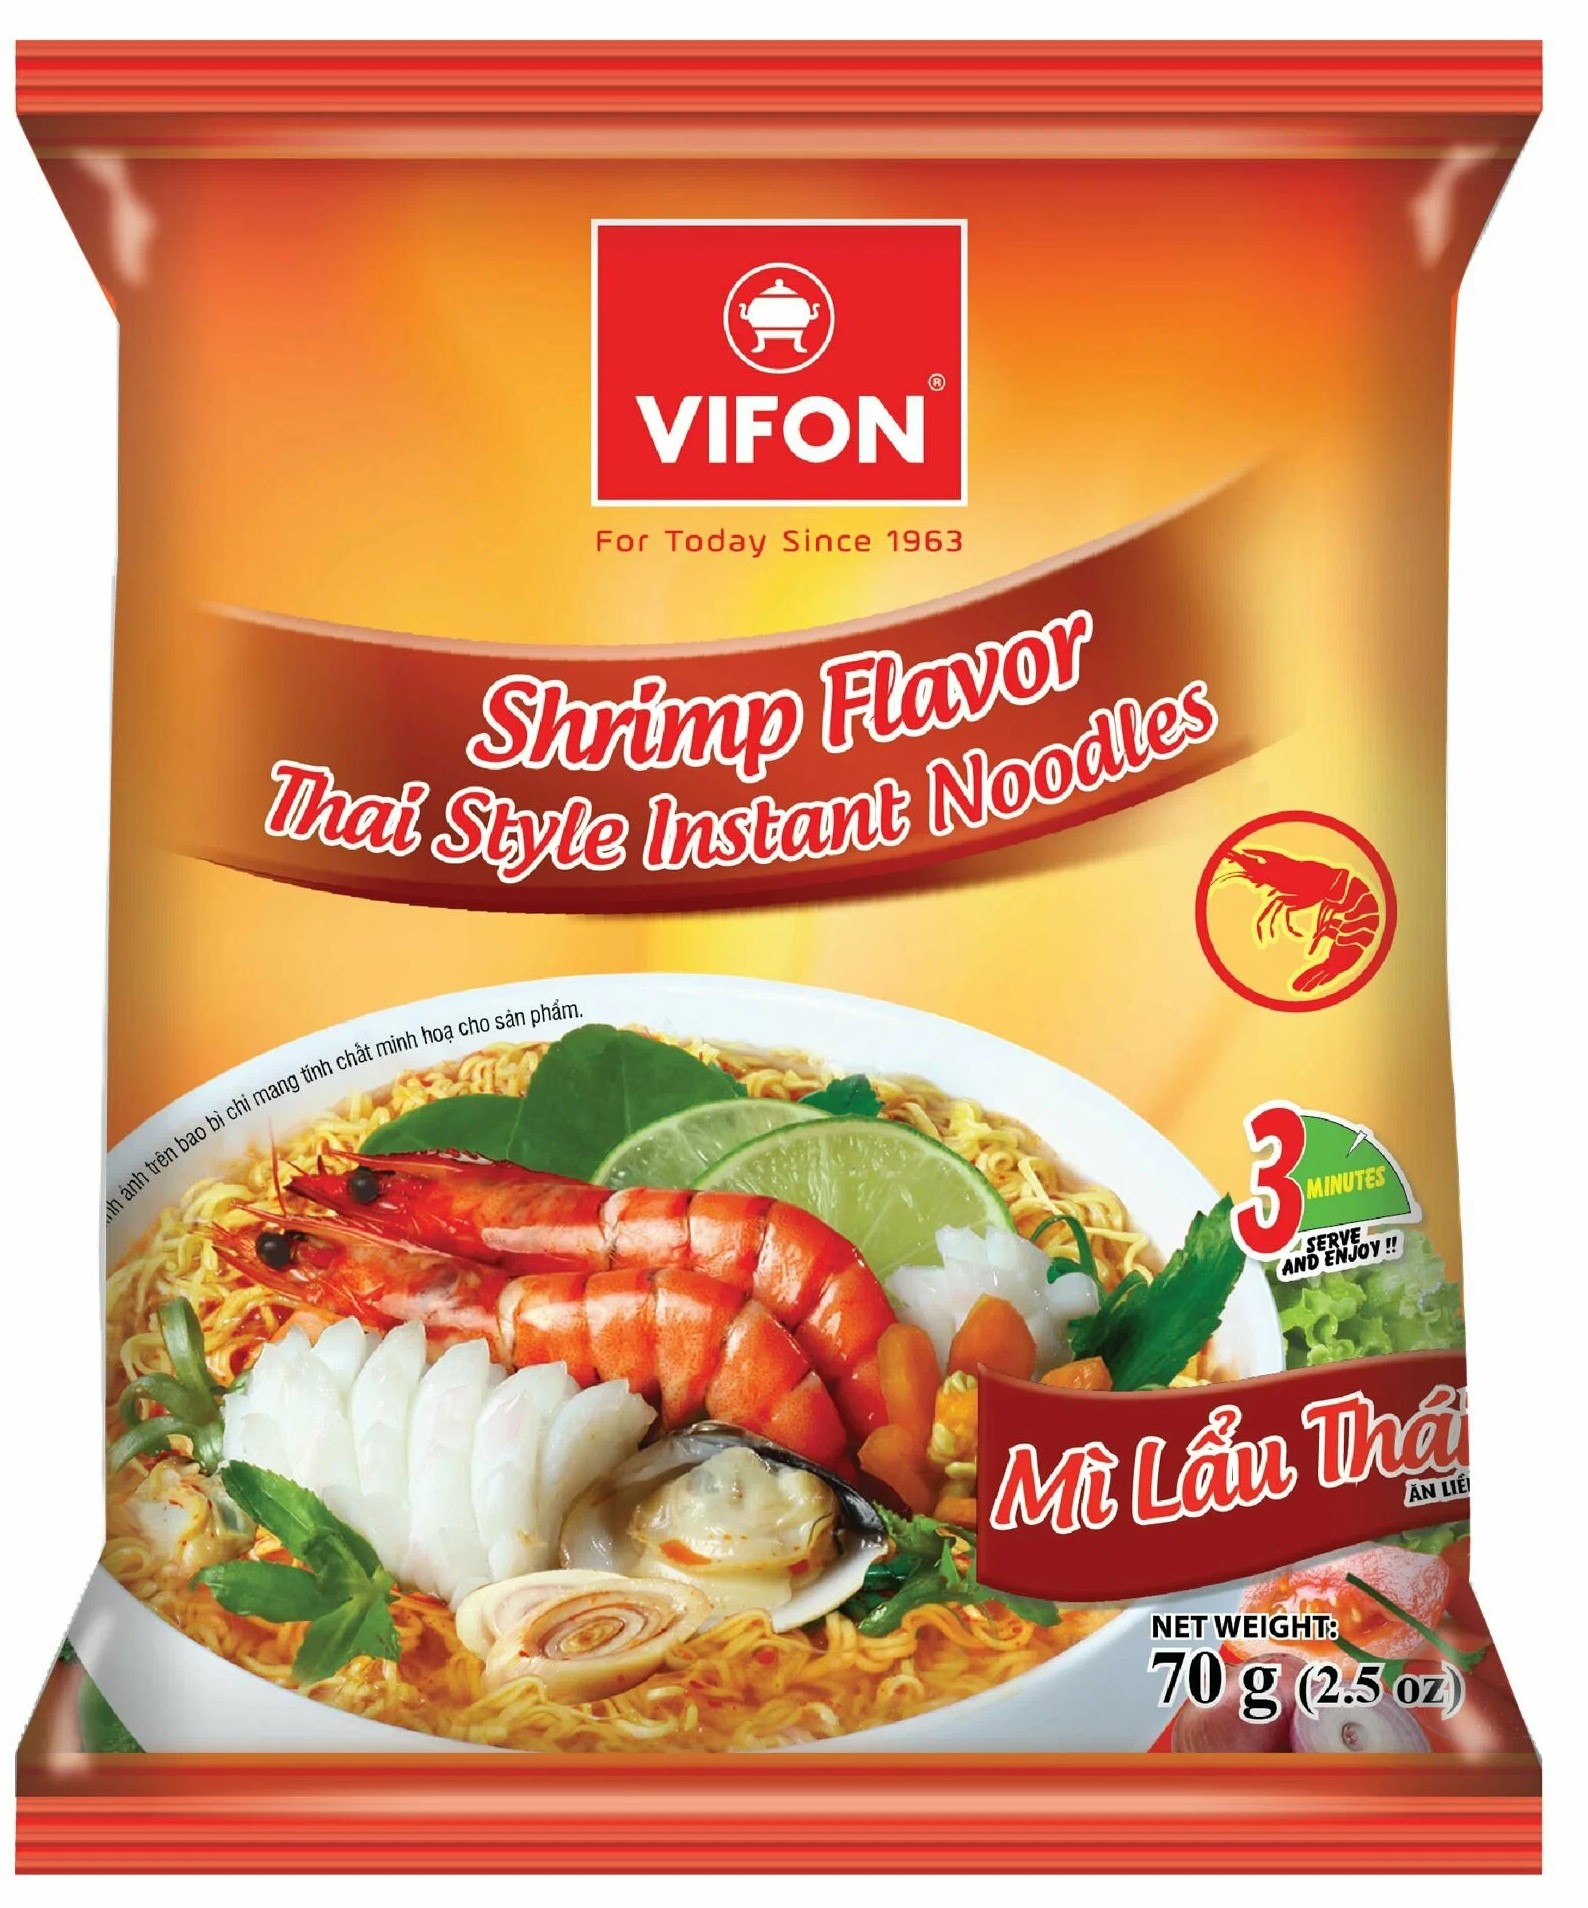 VIFON®
For Today Since 1963
Shrimp Flavor
Thai Style Instant Noodles
ảnh trên bao bì chỉ mang tính chất minh hoạ cho sản phẩm.
3 MINUTES
SERVE
AND ENJOY !!
Mì Lẩu Thái
ĂN LIỀ
NET WEIGHT:
70 g (2.5 oz)